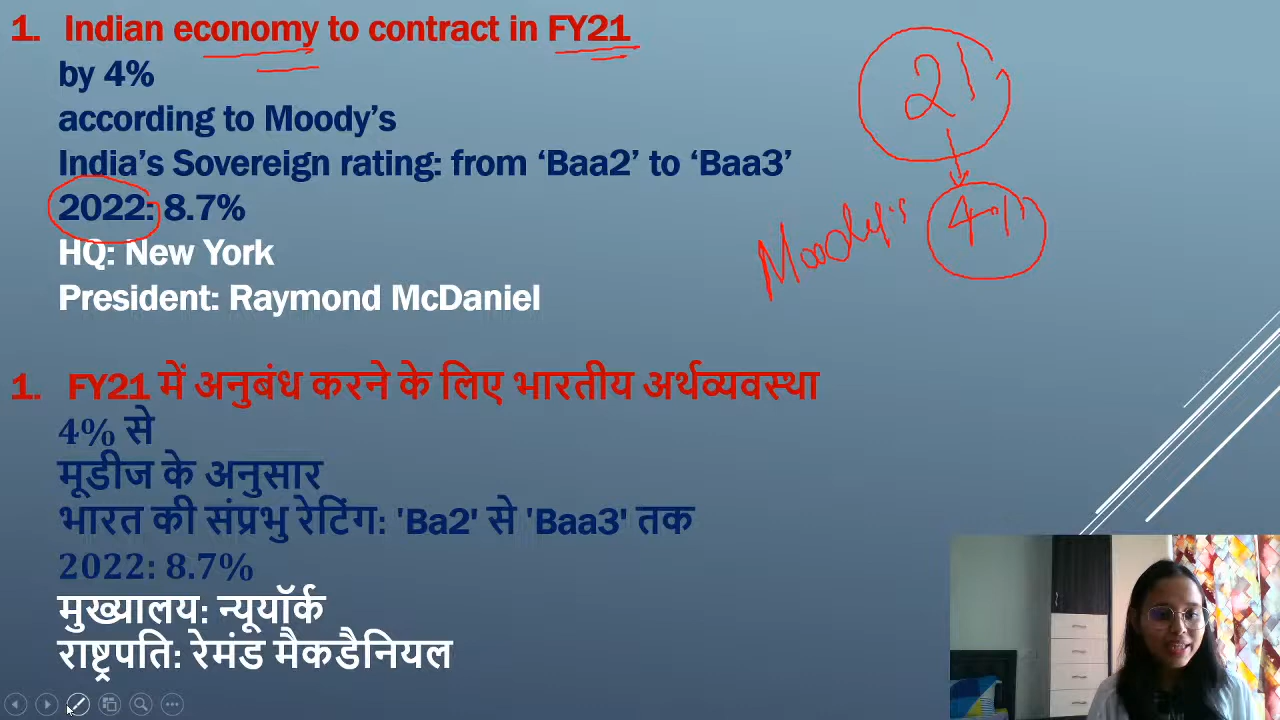 1. Indian economy to contract in FY21
by 4%
according to Moody's
India's Sovereign rating: from 'Baa2' to 'Baa3'
2022: 8.7%
HQ: New York
President: Raymond McDaniel
21
Moody's 4%
1. FY21 में अनुबंध करने के लिए भारतीय अर्थव्यवस्था
4% से
मूडीज के अनुसार
भारत की संप्रभु रेटिंग: 'Ba2' से 'Baa3' तक
2022: 8.7%
मुख्यालय: न्यूयॉर्क
राष्ट्रपति: रेमंड मैकडैनियल